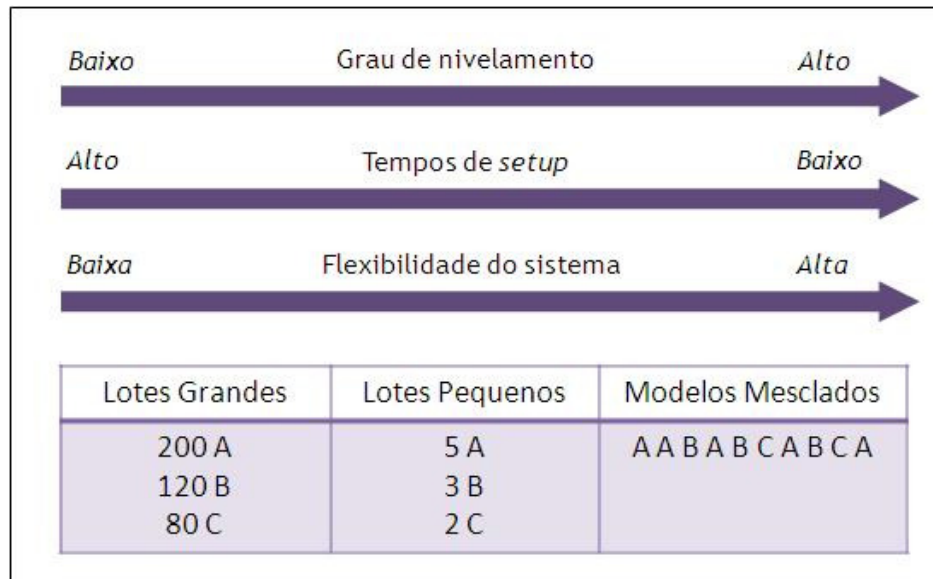 Baixo Grau de nivelamento Alto
Alto Tempos de setup Baixo
Baixa Flexibilidade do sistema Alta
Lotes Grandes Lotes Pequenos Modelos Mesclados
200 A 5 A A A B A B C A B C A
120 B 3 B
80 C 2 C